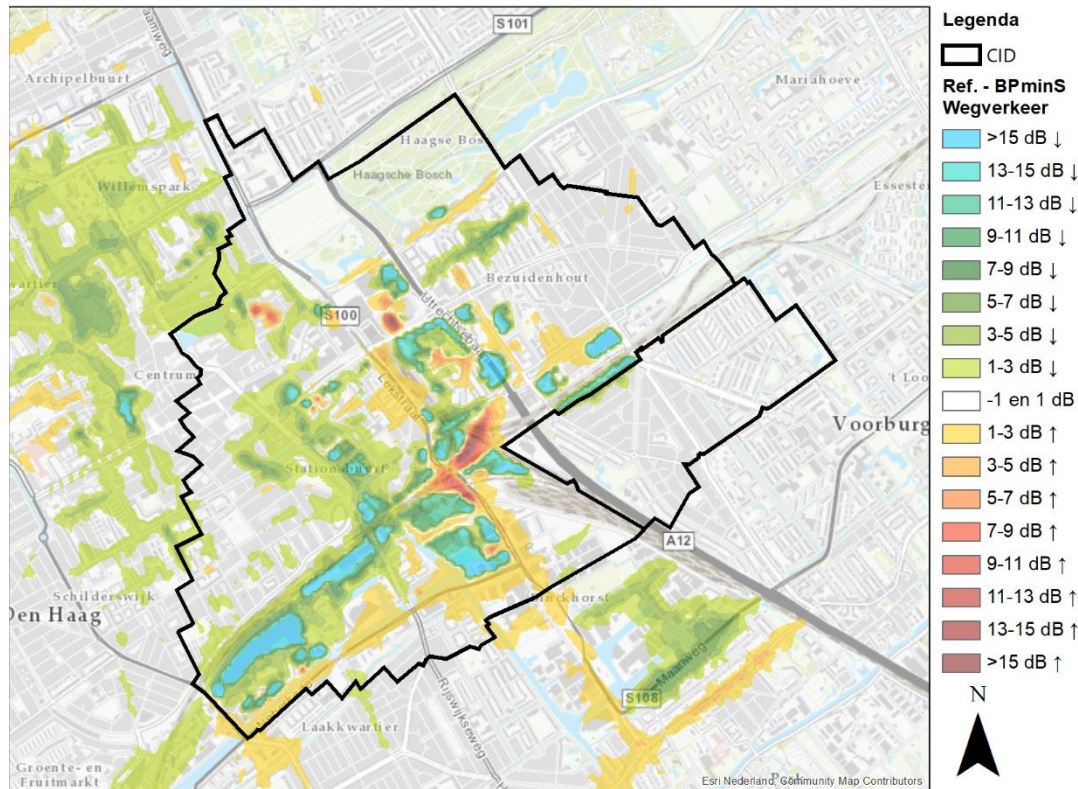 S101
Archipelbuurt
Mariahoeve
Haagse Bos
Haagsche Bosch
Willemspark
Bezuidenhout
Utrechtsebaan
S100
Centrum
Lekstraat
Voorburg
Stationsbuurt
A12
Schilderswijk
Den Haag
Maanweg
S108
Rijswijkseweg
Laakkwartier
Groente- en
Fruitmarkt
Esri Nederland, Community Map Contributors
Legenda
CID
Ref. - BPminS
Wegverkeer
>15 dB ↓
13-15 dB ↓
11-13 dB ↓
9-11 dB ↓
7-9 dB ↓
5-7 dB ↓
3-5 dB ↓
1-3 dB ↓
-1 en 1 dB
1-3 dB ↑
3-5 dB ↑
5-7 dB ↑
7-9 dB ↑
9-11 dB ↑
11-13 dB ↑
13-15 dB ↑
>15 dB ↑
N